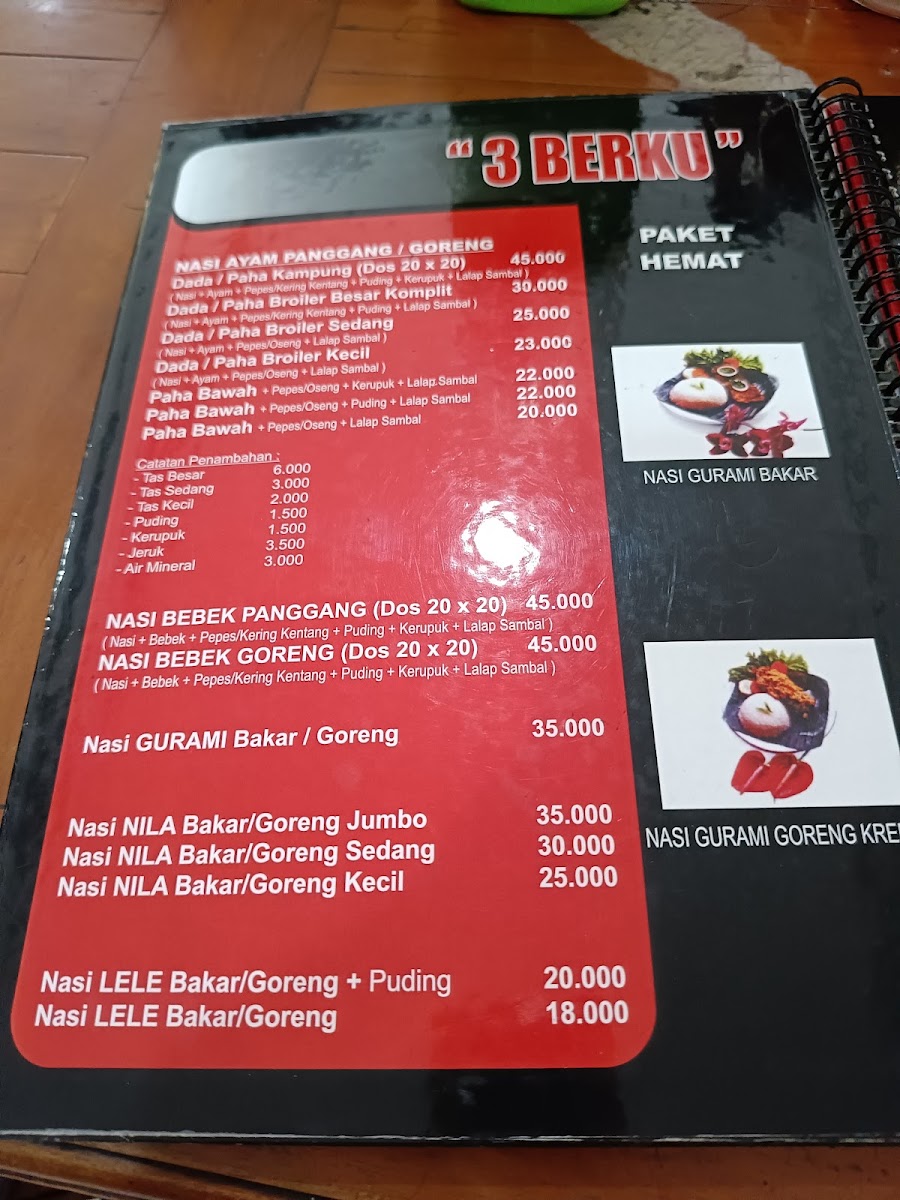 " 3 BERKU "
PAKET
HEMAT
NASI AYAM PANGGANG / GORENG
Dada / Paha Kampung (Dos 20 x 20) 45.000
( Nasi + Ayam + Pepes/Kering Kentang + Puding + Kerupuk + Lalap Sambal )
Dada / Paha Broiler Besar Komplit 30.000
( Nasi + Ayam + Pepes/Kering Kentang + Puding + Lalap Sambal )
Dada / Paha Broiler Sedang 25.000
( Nasi + Ayam + Pepes/Oseng + Lalap Sambal )
Dada / Paha Broiler Kecil 23.000
( Nasi + Ayam + Pepes/Oseng + Lalap Sambal )
Paha Bawah + Pepes/Oseng + Kerupuk + Lalap.Sambal 22.000
Paha Bawah + Pepes/Oseng + Puding + Lalap Sambal 22.000
Paha Bawah + Pepes/Oseng + Lalap Sambal 20.000
Catatan Penambahan :
- Tas Besar 6.000
- Tas Sedang 3.000
- Tas Kecil 2.000
- Puding 1.500
- Kerupuk 1.500
- Jeruk 3.500
- Air Mineral 3.000
NASI BEBEK PANGGANG (Dos 20 x 20) 45.000
( Nasi + Bebek + Pepes/Kering Kentang + Puding + Kerupuk + Lalap Sambal )
NASI BEBEK GORENG (Dos 20 x 20) 45.000
( Nasi + Bebek + Pepes/Kering Kentang + Puding + Kerupuk + Lalap Sambal )
Nasi GURAMI Bakar / Goreng 35.000
Nasi NILA Bakar/Goreng Jumbo 35.000
Nasi NILA Bakar/Goreng Sedang 30.000
Nasi NILA Bakar/Goreng Kecil 25.000
Nasi LELE Bakar/Goreng + Puding 20.000
Nasi LELE Bakar/Goreng 18.000
NASI GURAMI BAKAR
NASI GURAMI GORENG